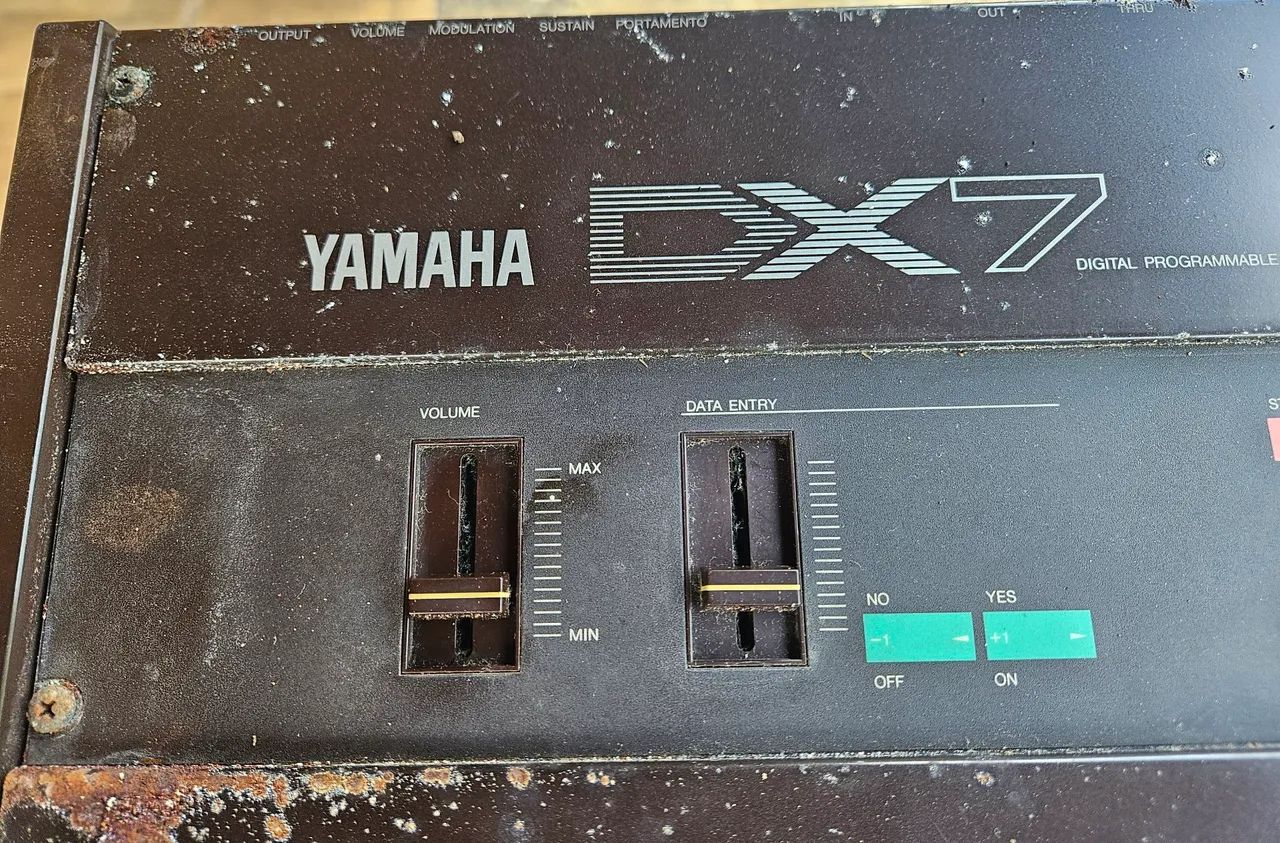 OUTPUT VOLUME MODULATION SUSTAIN PORTAMENTO IN OUT THRU
YAMAHA DX7 DIGITAL PROGRAMMABLE
VOLUME
MAX
MIN
DATA ENTRY
NO YES
-1 +1
OFF ON